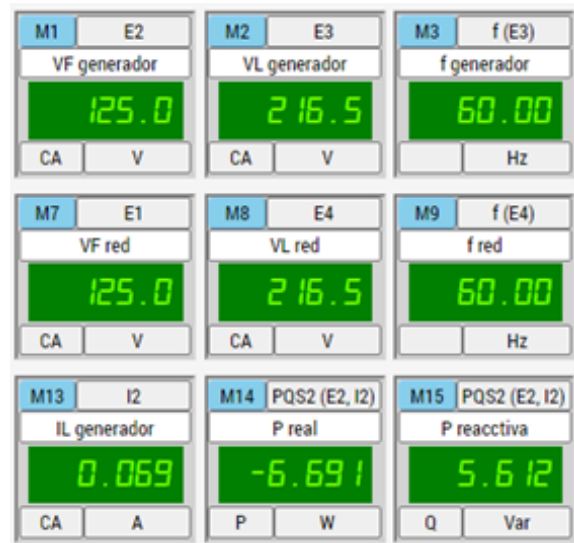 M1 E2 M2 E3 M3 f (E3)
VF generador VL generador f generador
125.0 216.5 60.00
CA V CA V Hz
M7 E1 M8 E4 M9 f (E4)
VF red VL red f red
125.0 216.5 60.00
CA V CA V Hz
M13 I2 M14 PQS2 (E2, I2) M15 PQS2 (E2, I2)
IL generador P real P reacctiva
0.069 -6.691 5.612
CA A P W Q Var